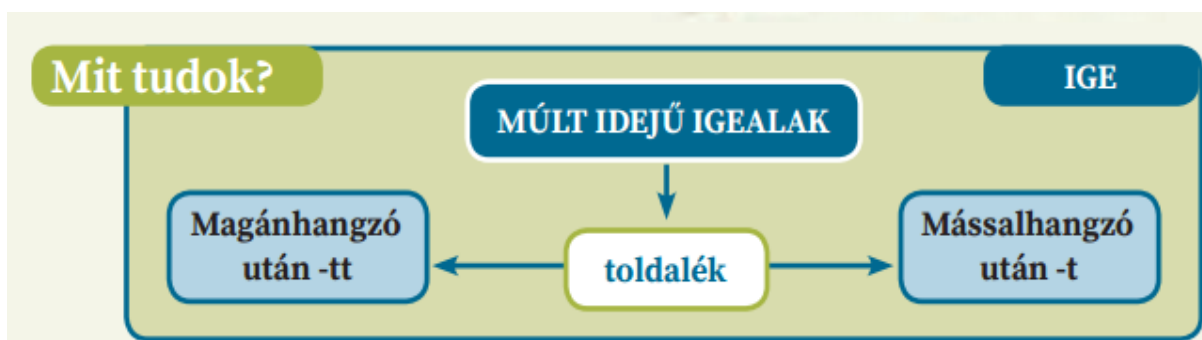 Mit tudok?
IGE
MÚLT IDEJŰ IGEALAK
Magánhangzó
után -tt
toldalék
Mássalhangzó
után -t